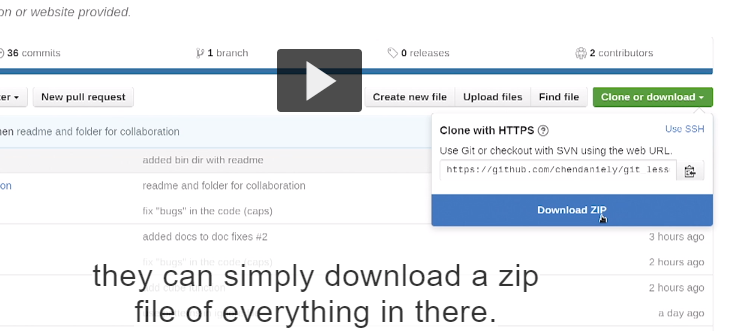 on or website provided.
36 commits 1 branch 0 releases 2 contributors
er New pull request Create new file Upload files Find file Clone or download
en readme and folder for collaboration
Clone with HTTPS ? Use SSH
Use Git or checkout with SVN using the web URL.
added bin dir with readme
https://github.com/chendaniely/git_less
on readme and folder for collaboration
fix "bugs" in the code (caps)
Download ZIP
added docs to doc fixes #2 3 hours ago
fix "bugs" in the code (caps) 2 hours ago
they can simply download a zip
2 hours ago
file of everything in there.
a day ago